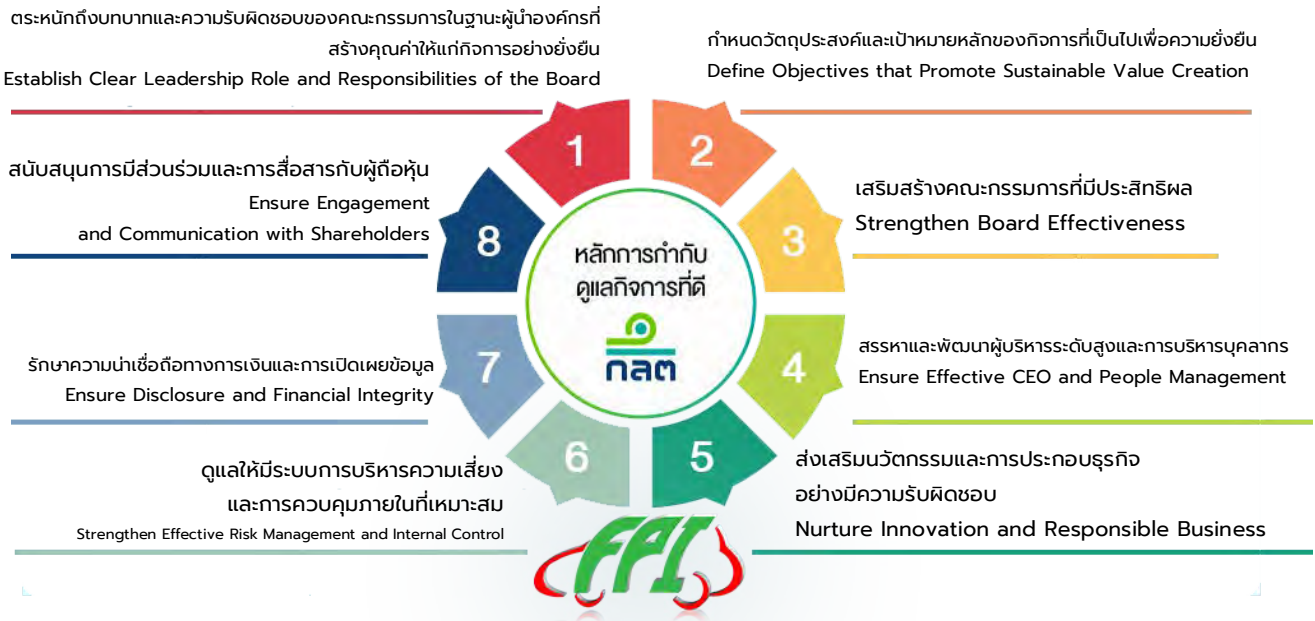 ตระหนักถึงบทบาทและความรับผิดชอบของคณะกรรมการในฐานะผู้นำองค์กรที่
สร้างคุณค่าให้แก่กิจการอย่างยั่งยืน
Establish Clear Leadership Role and Responsibilities of the Board
1
กำหนดวัตถุประสงค์และเป้าหมายหลักของกิจการที่เป็นไปเพื่อความยั่งยืน
Define Objectives that Promote Sustainable Value Creation
2
เสริมสร้างคณะกรรมการที่มีประสิทธิผล
Strengthen Board Effectiveness
3
สรรหาและพัฒนาผู้บริหารระดับสูงและการบริหารบุคลากร
Ensure Effective CEO and People Management
4
ส่งเสริมนวัตกรรมและการประกอบธุรกิจ
อย่างมีความรับผิดชอบ
Nurture Innovation and Responsible Business
5
ดูแลให้มีระบบการบริหารความเสี่ยง
และการควบคุมภายในที่เหมาะสม
Strengthen Effective Risk Management and Internal Control
6
รักษาความน่าเชื่อถือทางการเงินและการเปิดเผยข้อมูล
Ensure Disclosure and Financial Integrity
7
สนับสนุนการมีส่วนร่วมและการสื่อสารกับผู้ถือหุ้น
Ensure Engagement
and Communication with Shareholders
8
หลักการกำกับ
ดูแลกิจการที่ดี
กลต
FPI